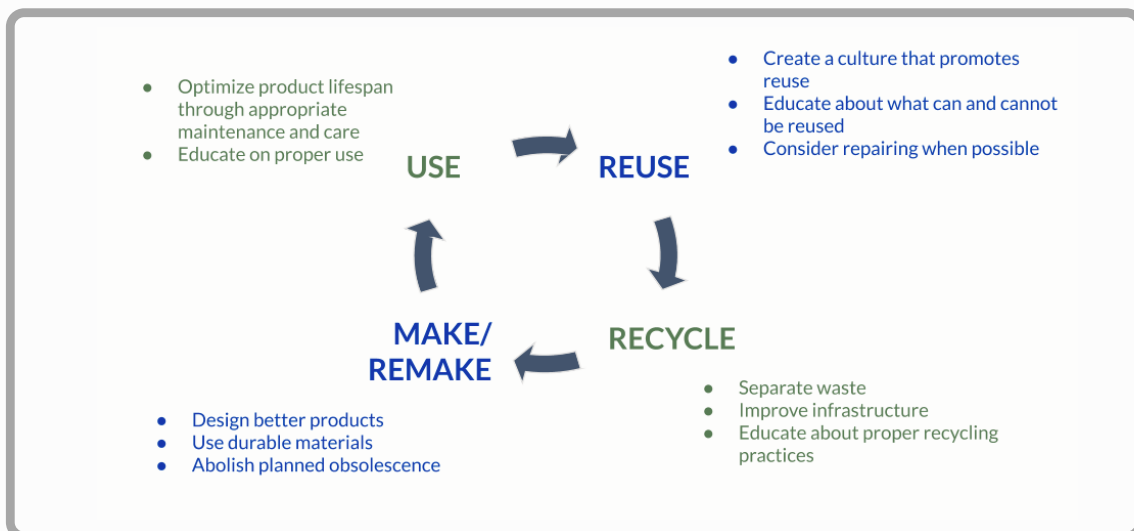 ● Optimize product lifespan
through appropriate
maintenance and care
● Educate on proper use
USE
● Create a culture that promotes
reuse
● Educate about what can and cannot
be reused
● Consider repairing when possible
REUSE
RECYCLE
● Separate waste
● Improve infrastructure
● Educate about proper recycling
practices
MAKE/
REMAKE
● Design better products
● Use durable materials
● Abolish planned obsolescence